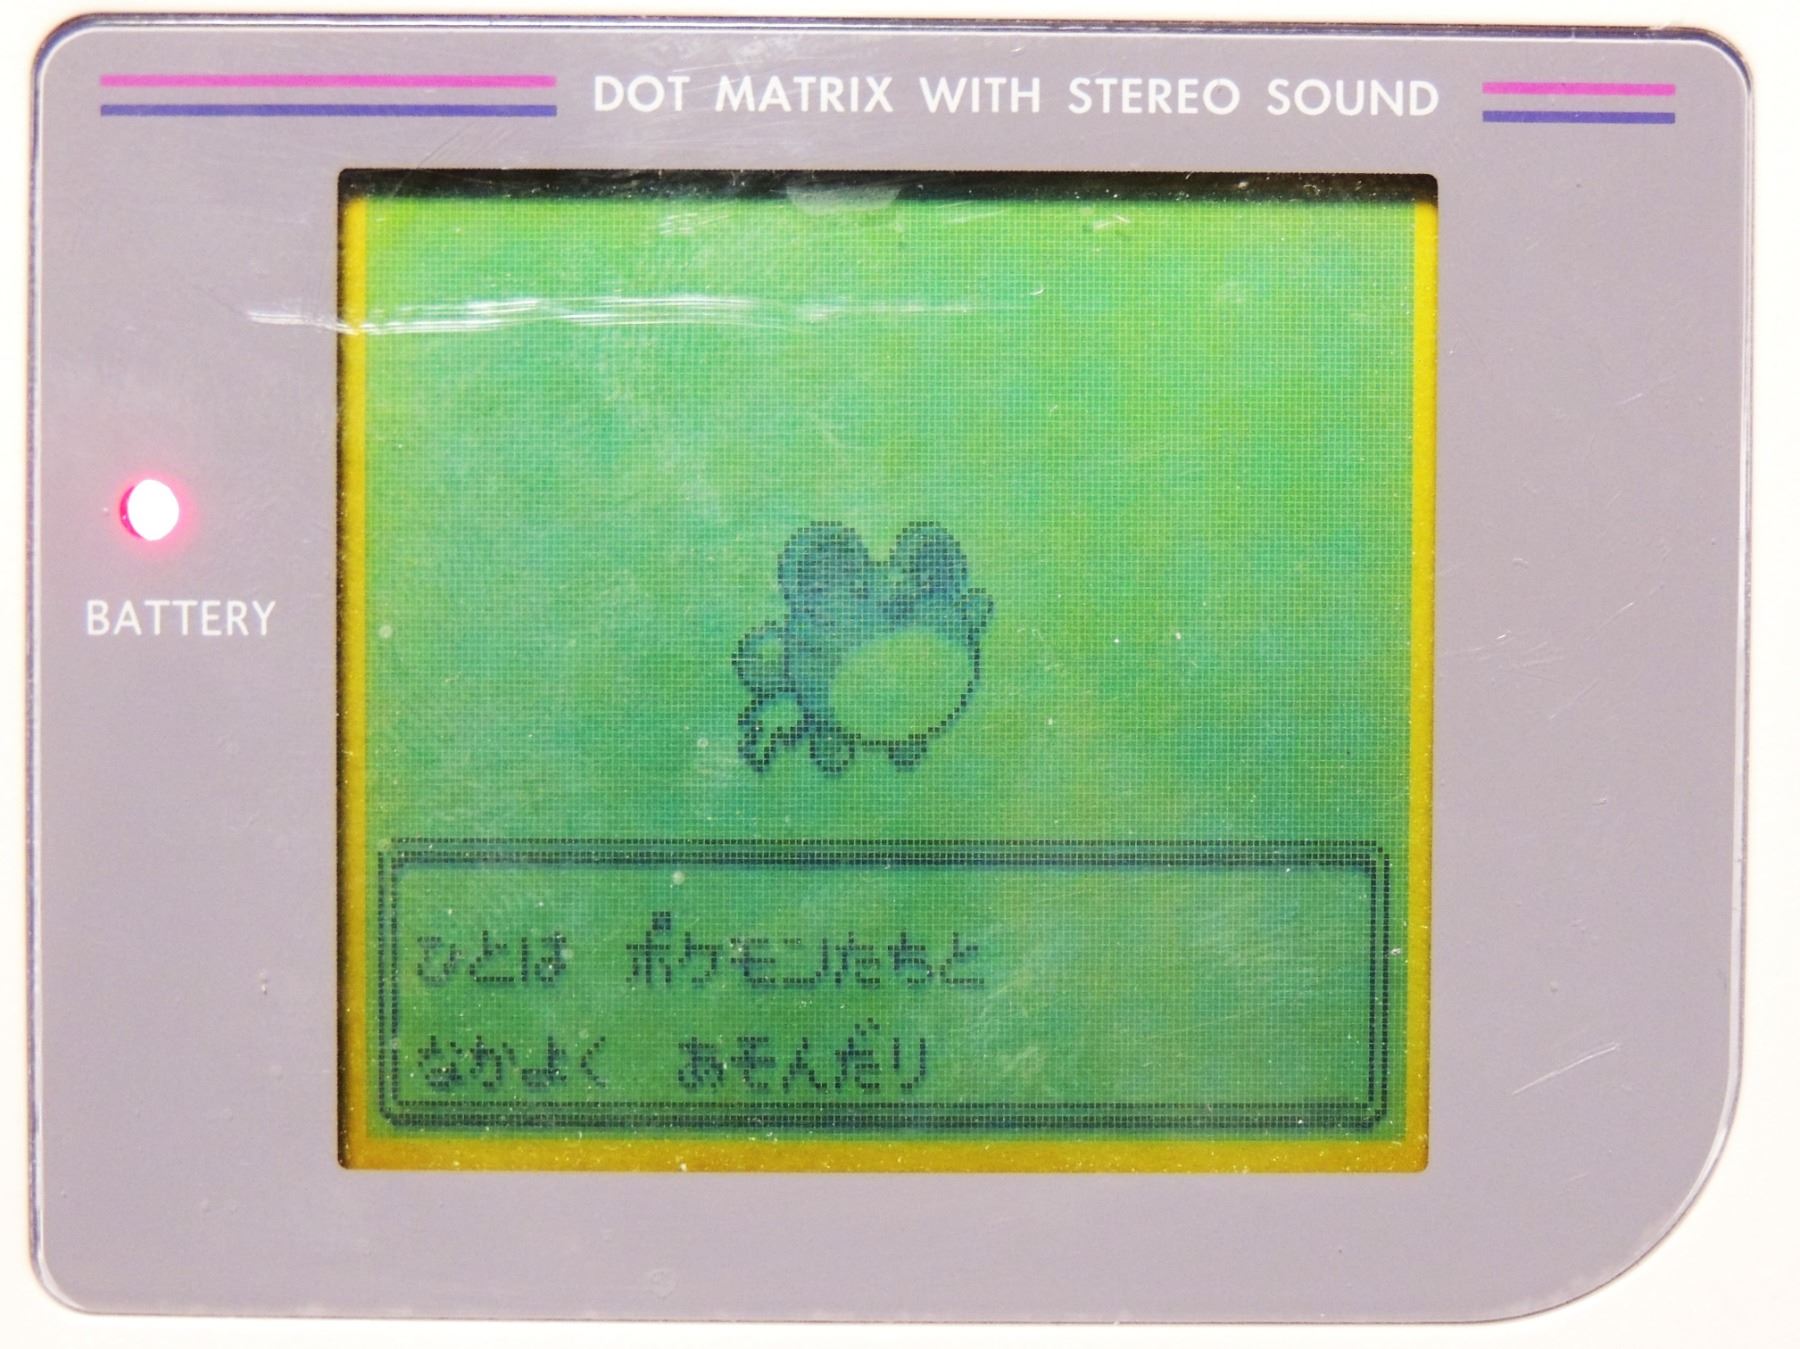 DOT MATRIX WITH STEREO SOUND
BATTERY
ひとは ポケモンたちと
なかよく あそんだり